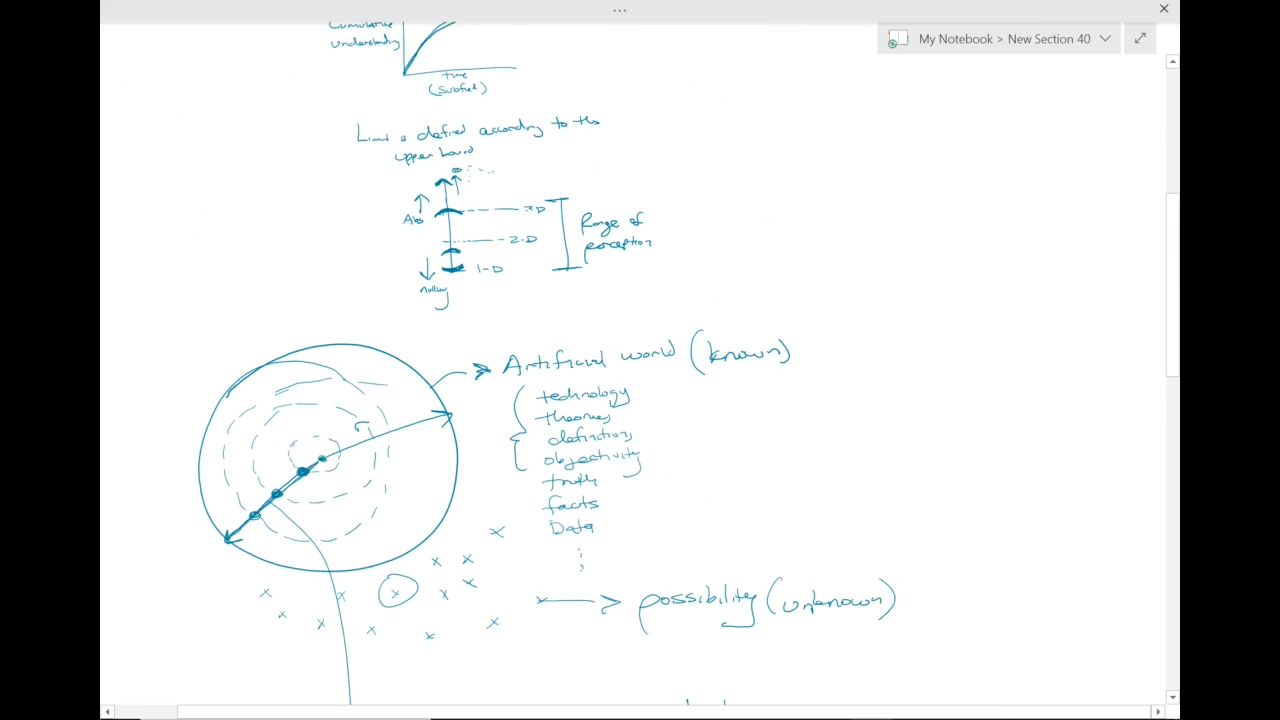 My Notebook > New Section 40
Cumulative
understanding
time
(Subfield)
Limit is defined according to the
upper bound
∞
Abs
3-D
2-D
1-D
nullity
Range of
perception
Artificial world (known)
technology
theories
definitions
objectivity
truth
facts
Data
r
possibility (unknown)